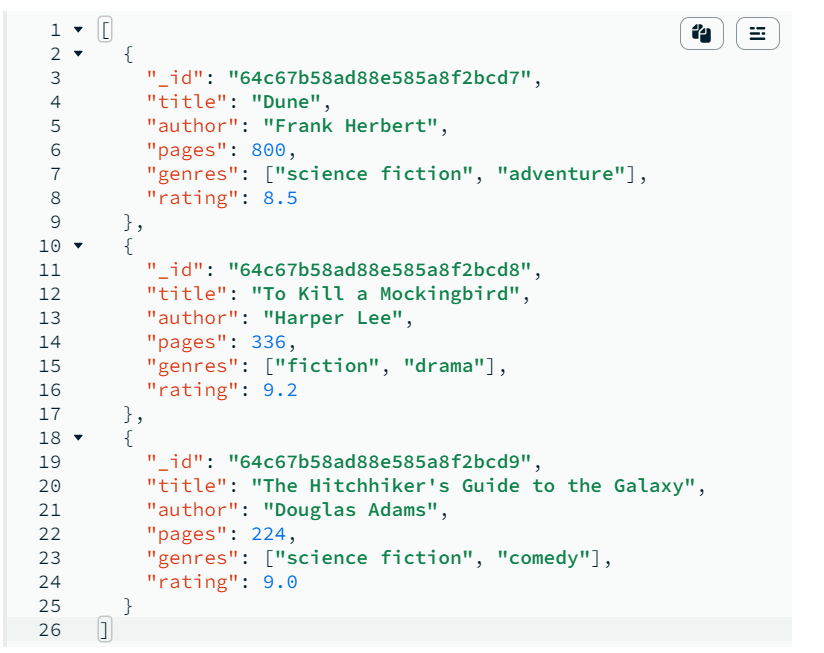 1 [
2 {
3 "_id": "64c67b58ad88e585a8f2bcd7",
4 "title": "Dune",
5 "author": "Frank Herbert",
6 "pages": 800,
7 "genres": ["science fiction", "adventure"],
8 "rating": 8.5
9 },
10 {
11 "_id": "64c67b58ad88e585a8f2bcd8",
12 "title": "To Kill a Mockingbird",
13 "author": "Harper Lee",
14 "pages": 336,
15 "genres": ["fiction", "drama"],
16 "rating": 9.2
17 },
18 {
19 "_id": "64c67b58ad88e585a8f2bcd9",
20 "title": "The Hitchhiker's Guide to the Galaxy",
21 "author": "Douglas Adams",
22 "pages": 224,
23 "genres": ["science fiction", "comedy"],
24 "rating": 9.0
25 }
26 ]